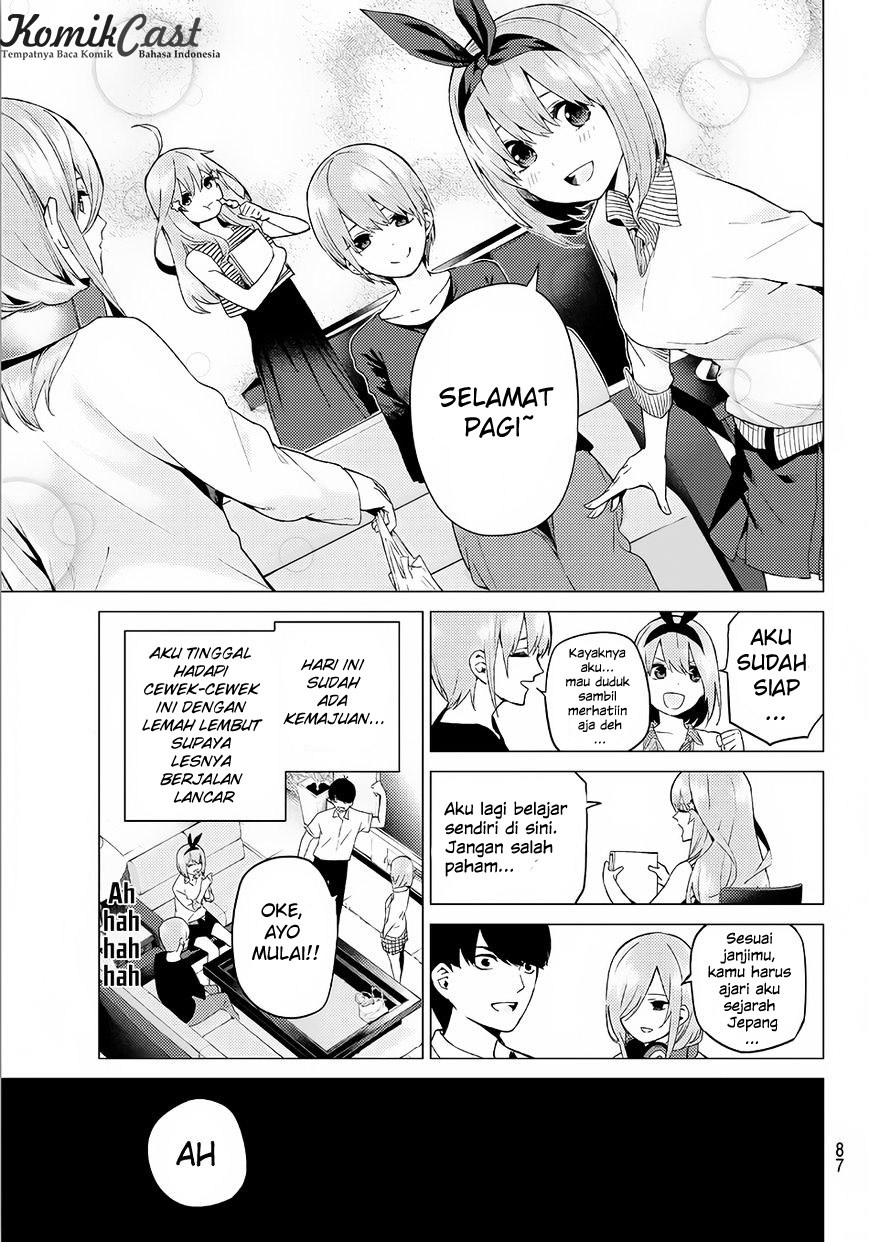 KomikCast
Tempatnya Baca Komik Bahasa Indonesia
SELAMAT
PAGI~
AKU
SUDAH
SIAP
...
Kayaknya
aku...
mau duduk
sambil
merhatiin
aja deh
...
Aku lagi belajar
sendiri di sini.
Jangan salah
paham...
Sesuai
janjimu,
kamu harus
ajari aku
sejarah
Jepang
...
HARI INI
SUDAH
ADA
KEMAJUAN...
AKU TINGGAL
HADAPI
CEWEK-CEWEK
INI DENGAN
LEMAH LEMBUT
SUPAYA
LESNYA
BERJALAN
LANCAR
OKE,
AYO
MULAI!!
Ah
hah
hah
hah
AH
87